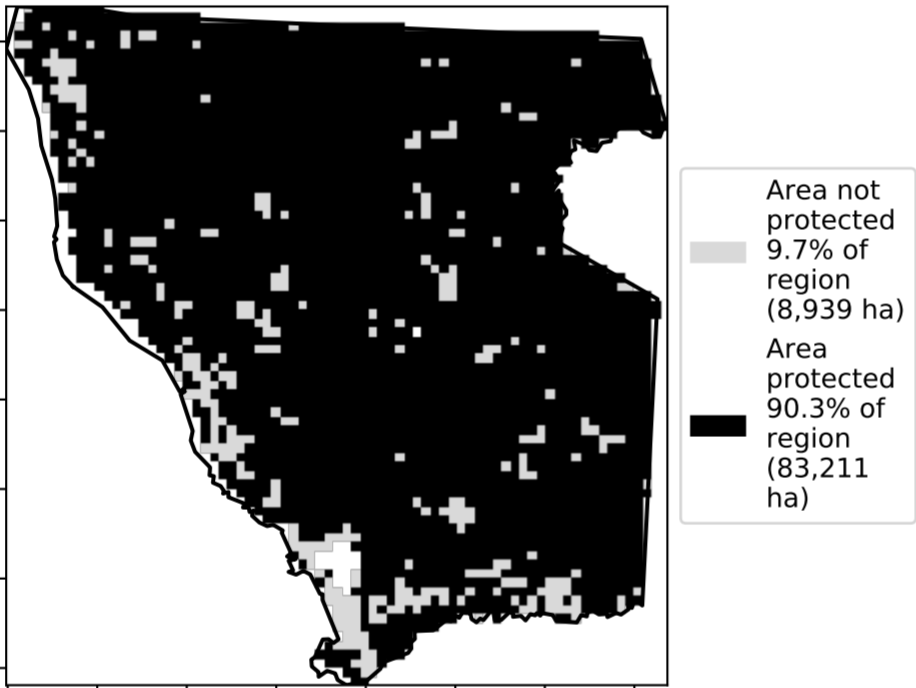 Area not
protected
9.7% of
region
(8,939 ha)
Area
protected
90.3% of
region
(83,211
ha)